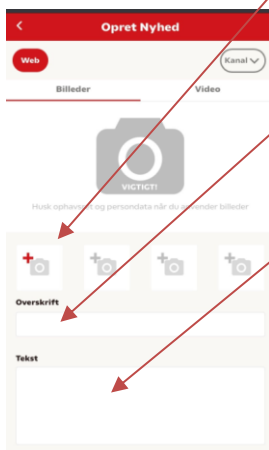 Opret Nyhed
Web
Kanal
Billeder Video
VIGTIGT!
Husk ophavsret og persondata når du anvender billeder
Overskrift
Tekst